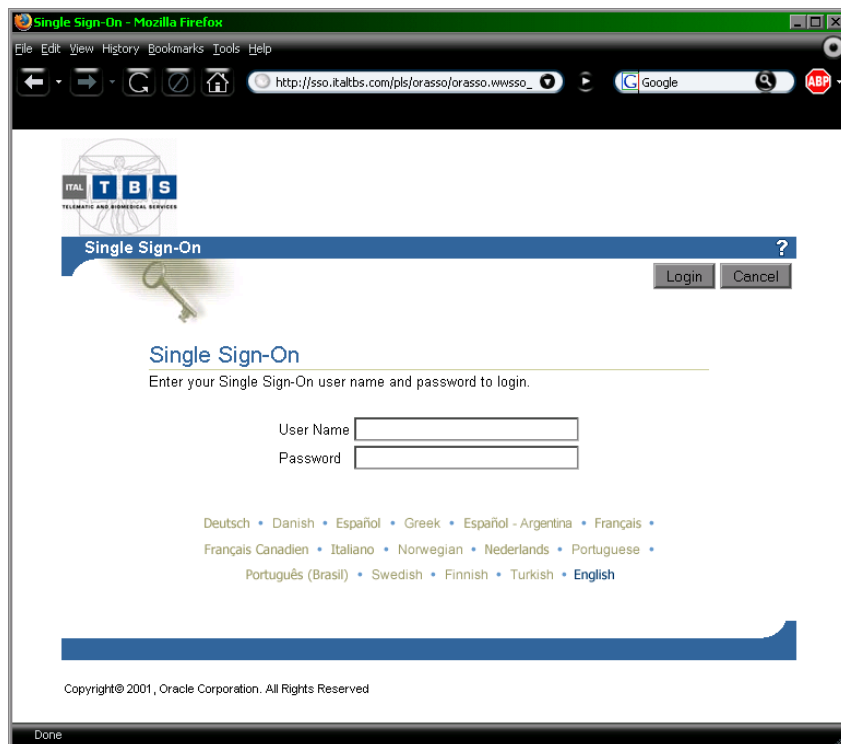 Single Sign-On - Mozilla Firefox
File Edit View History Bookmarks Tools Help
http://sso.italtbs.com/pls/orasso/orasso.wwsso_
G Google
ABP
ITAL T B S
TELEMATIC AND BIOMEDICAL SERVICES
Single Sign-On ?
Login Cancel
Single Sign-On
Enter your Single Sign-On user name and password to login.
User Name
Password
Deutsch • Danish • Español • Greek • Español - Argentina • Français •
Français Canadien • Italiano • Norwegian • Nederlands • Portuguese •
Português (Brasil) • Swedish • Finnish • Turkish • English
Copyright© 2001, Oracle Corporation. All Rights Reserved
Done